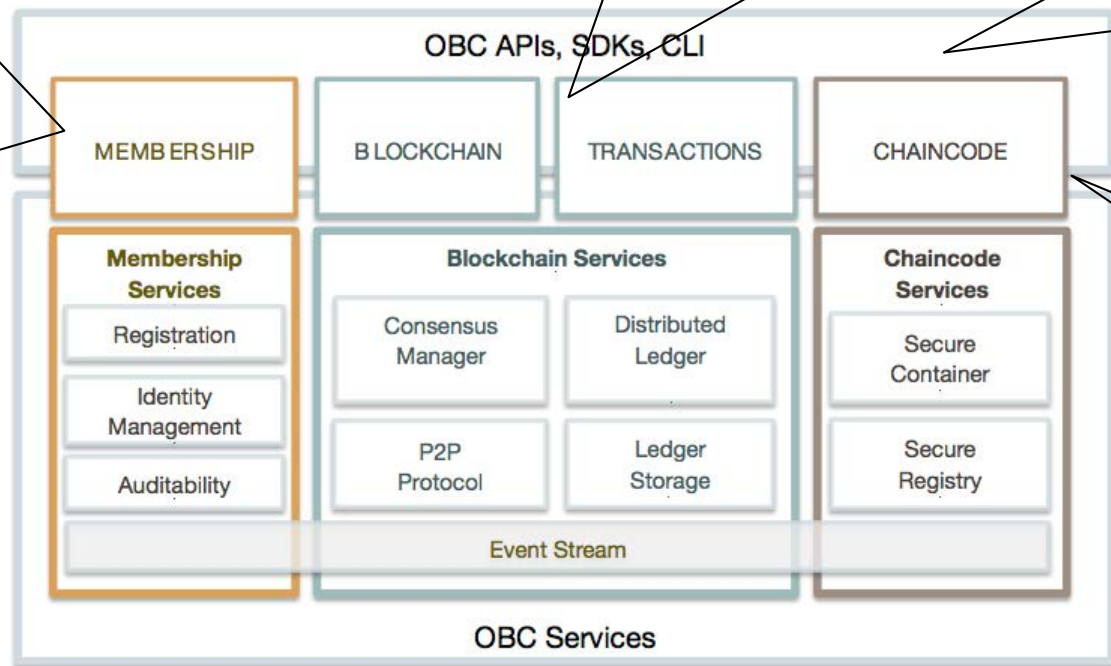 OBC APIs, SDKs, CLI
MEMBERSHIP
BLOCKCHAIN
TRANSACTIONS
CHAINCODE
Membership
Services
Registration
Identity
Management
Auditability
Blockchain Services
Consensus
Manager
Distributed
Ledger
P2P
Protocol
Ledger
Storage
Chaincode
Services
Secure
Container
Secure
Registry
Event Stream
OBC Services